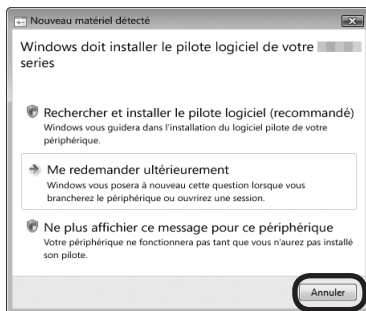 Nouveau matériel détecté
Windows doit installer le pilote logiciel de votre
series
Rechercher et installer le pilote logiciel (recommandé)
Windows vous guidera dans l'installation du logiciel pilote de votre
périphérique.
Me redemander ultérieurement
Windows vous posera à nouveau cette question lorsque vous
brancherez le périphérique ou ouvrirez une session.
Ne plus afficher ce message pour ce périphérique
Votre périphérique ne fonctionnera pas tant que vous n'aurez pas installé
son pilote.
Annuler